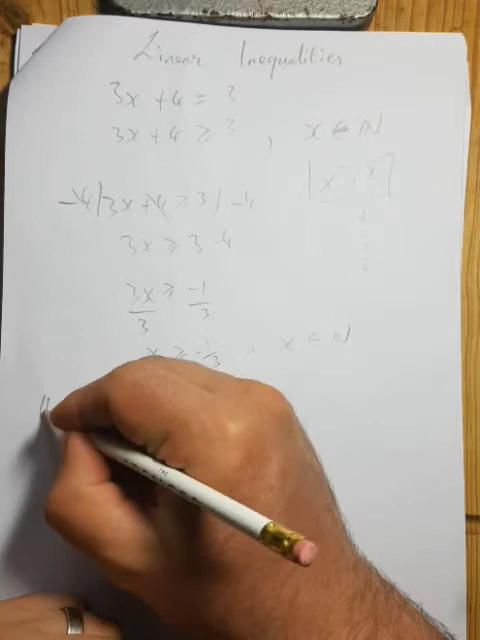 Linear Inequalities
3x + 4 = 3
3x + 4 ≥ 3 , x ∈ ℕ
-4/3x + 4 ≥ 3 / -4
3x ≥ 3 - 4
3x/3 ≥ -1/3
x ≥ -1/3 , x ∈ ℕ